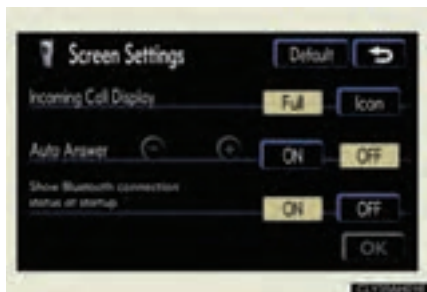 Screen Settings
Default
Incoming Call Display
Full
Icon
Auto Answer
ON
OFF
Show Bluetooth connection
status at startup
ON
OFF
OK